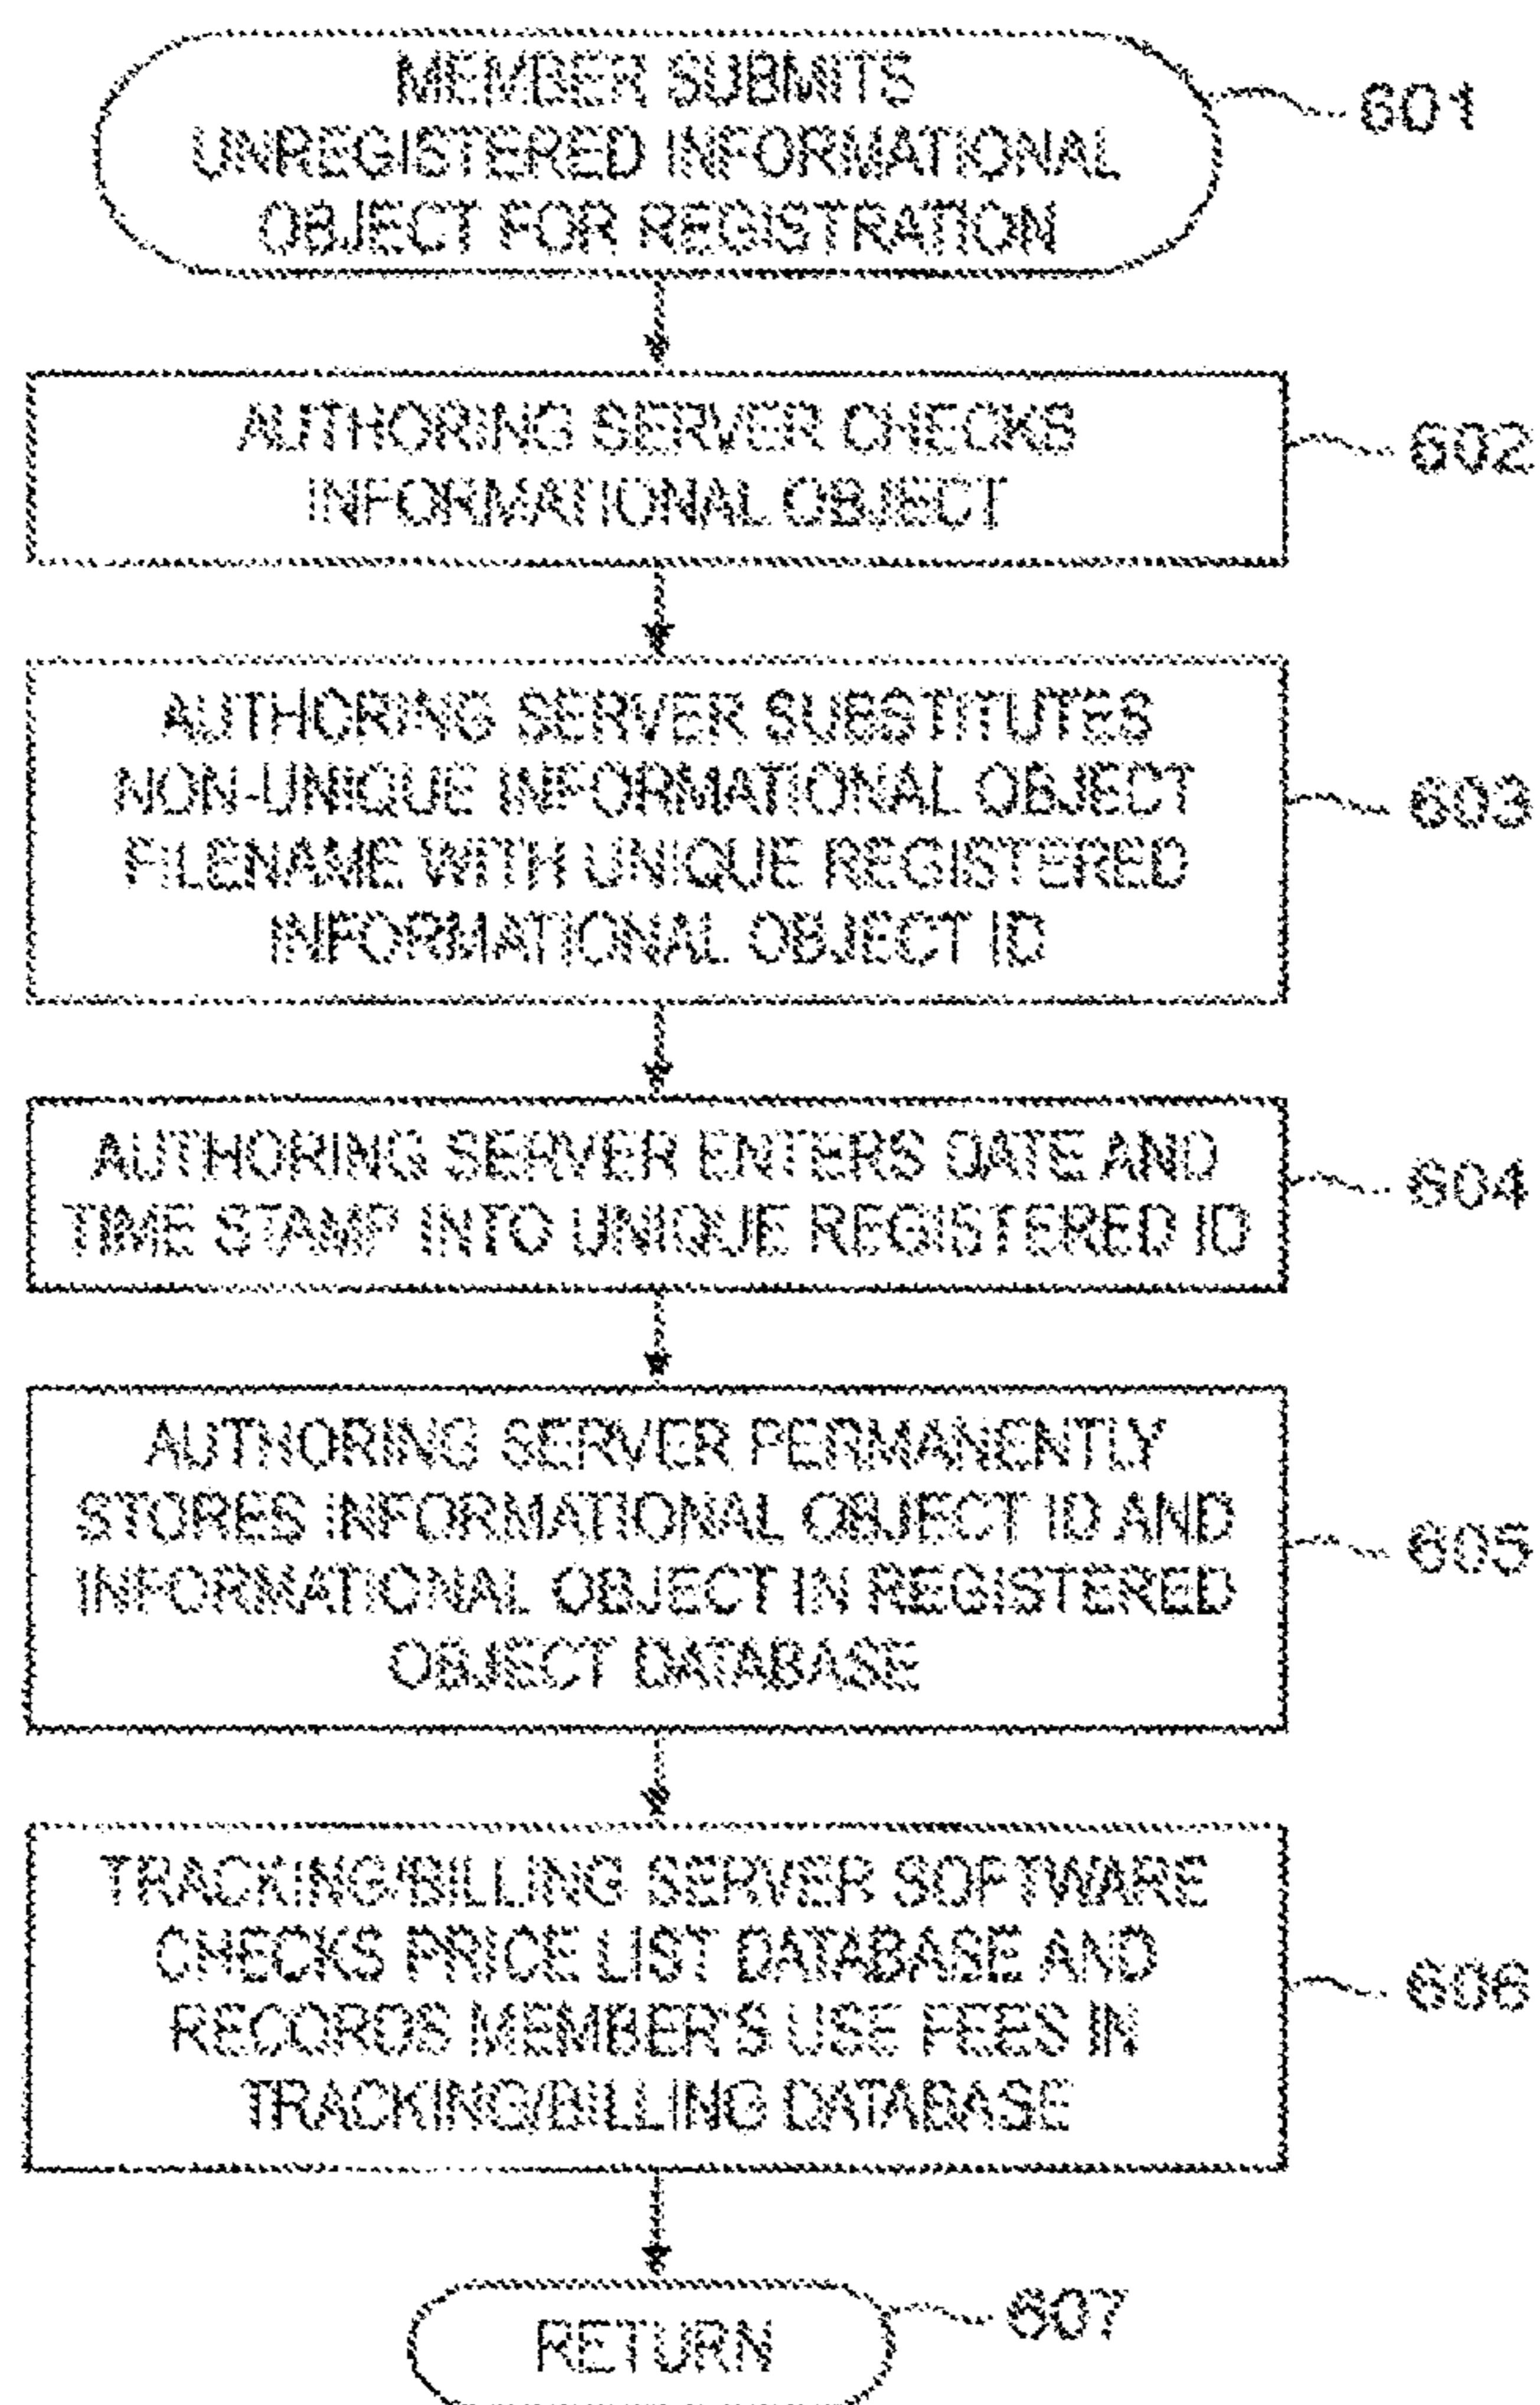 MEMBER SUBMITS
UNREGISTERED INFORMATIONAL
OBJECT FOR REGISTRATION
601
AUTHORING SERVER CHECKS
INFORMATIONAL OBJECT
602
AUTHORING SERVER SUBSTITUTES
NON-UNIQUE INFORMATIONAL OBJECT
FILENAME WITH UNIQUE REGISTERED
INFORMATIONAL OBJECT ID
603
AUTHORING SERVER ENTERS DATE AND
TIME STAMP INTO UNIQUE REGISTERED ID
604
AUTHORING SERVER PERMANENTLY
STORES INFORMATIONAL OBJECT ID AND
INFORMATIONAL OBJECT IN REGISTERED
OBJECT DATABASE
605
TRACKING/BILLING SERVER SOFTWARE
CHECKS PRICE LIST DATABASE AND
RECORDS MEMBER'S USE FEES IN
TRACKING/BILLING DATABASE
606
RETURN
607